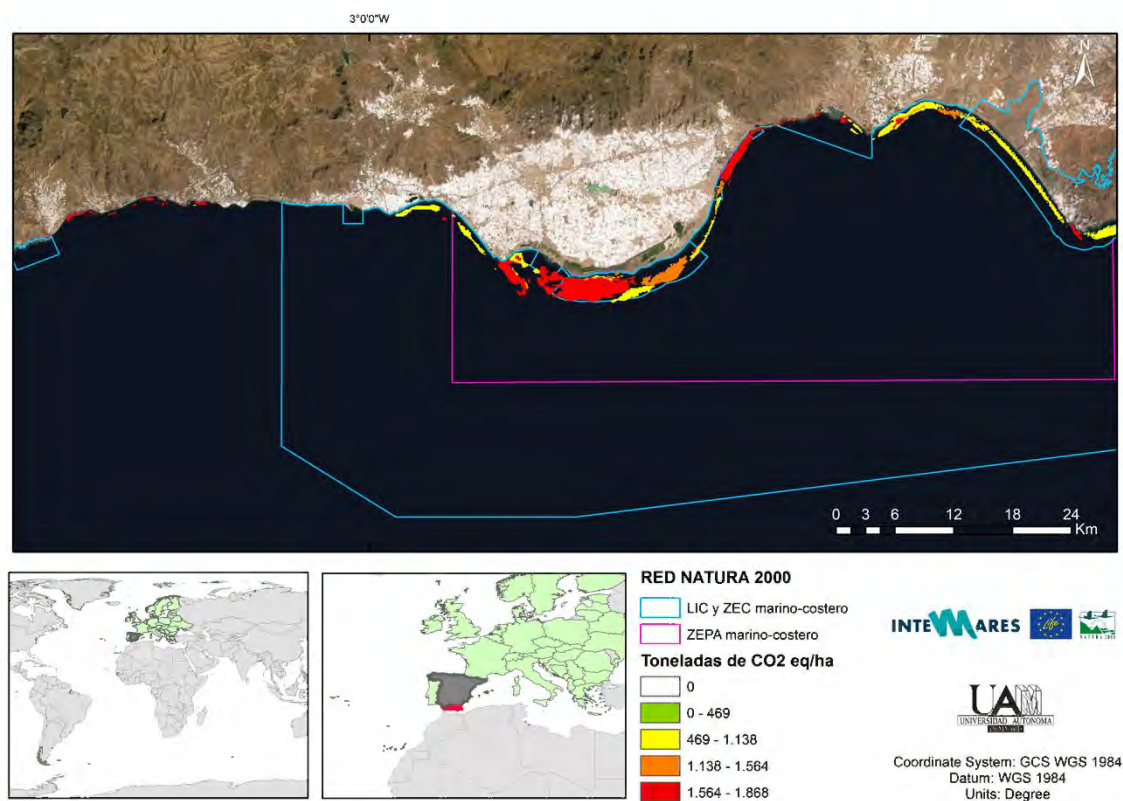 3°0'0"W
N
0 3 6 12 18 24
Km
RED NATURA 2000
LIC y ZEC marino-costero
ZEPA marino-costero
Toneladas de CO2 eq/ha
0
0 - 469
469 - 1.138
1.138 - 1.564
1.564 - 1.868
INTEMARES
Life
UAM
UNIVERSIDAD AUTONOMA
Coordinate System: GCS WGS 1984
Datum: WGS 1984
Units: Degree